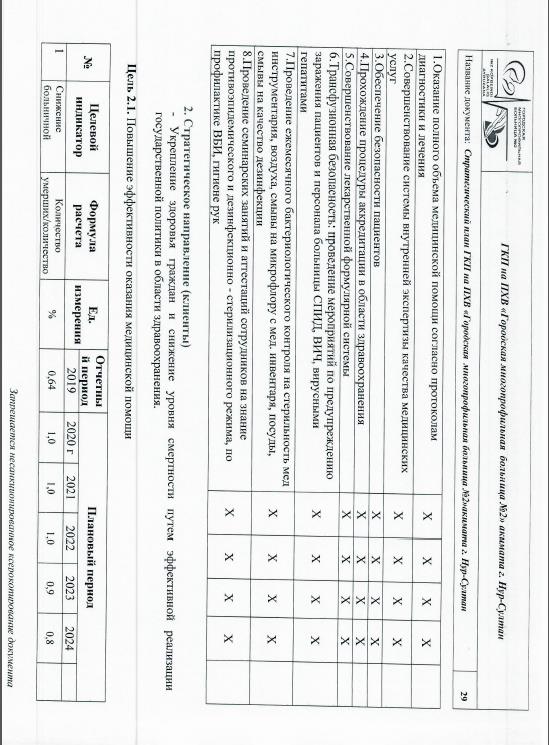 ГОРОДСКАЯ
МНОГОПРОФИЛЬНАЯ
БОЛЬНИЦА №2
№2 KÓPBEIINDI
QALALYQ
AÝRUHANA
ГКП на ПХВ «Городская многопрофильная больница №2» акимата г. Нур-Султан
Название документа: Стратегический план ГКП на ПХВ «Городская многопрофильная больница №2»акимата г. Нур-Султан 29
1.Оказание полного объема медицинской помощи согласно протоколам
диагностики и лечения X X X X
2.Совершенствование системы внутренней экспертизы качества медицинских
услуг X X X X
3.Обеспечение безопасности пациентов X X X X
4.Прохождение процедуры аккредитации в области здравоохранения X X X X
5.Совершенствование лекарственной формулярной системы X X X X
6.Трансфузионная безопасность: проведение мероприятий по предупреждению
заражения пациентов и персонала больницы СПИД, ВИЧ, вирусными X X X X
гепатитами
7.Проведение ежемесячного бактериологического контроля на стерильность мед
инструментария, воздуха, смывы на микрофлору с мед. инвентаря, посуды, X X X X
смывы на качество дезинфекции
8.Проведение семинарских занятий и аттестаций сотрудников на знание
противоэпидемического и дезинфекционно - стерилизационного режима, по X X X X
профилактике ВБИ, гигиене рук
2. Стратегическое направление (клиенты)
- Укрепление здоровья граждан и снижение уровня смертности путем эффективной реализации
государственной политики в области здравоохранения.
Цель 2.1. Повышение эффективности оказания медицинской помощи
№ Целевой индикатор Формула расчета Ед. измерения Отчетны
й период Плановый период
2019 2020 г 2021 2022 2023 2024
1 Снижение Количество % 0,64 1,0 1,0 1,0 0,9 0,8
больничной умерших/количество
Запрещается несанкционированное ксерокопирование документа